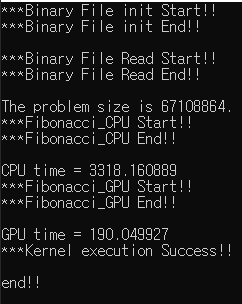 ***Binary File init Start!!
***Binary File init End!!
***Binary File Read Start!!
***Binary File Read End!!
The problem size is 67108864.
***Fibonacci_CPU Start!!
***Fibonacci_CPU End!!
CPU time = 3318.160889
***Fibonacci_GPU Start!!
***Fibonacci_GPU End!!
GPU time = 190.049927
***Kernel execution Success!!
end!!